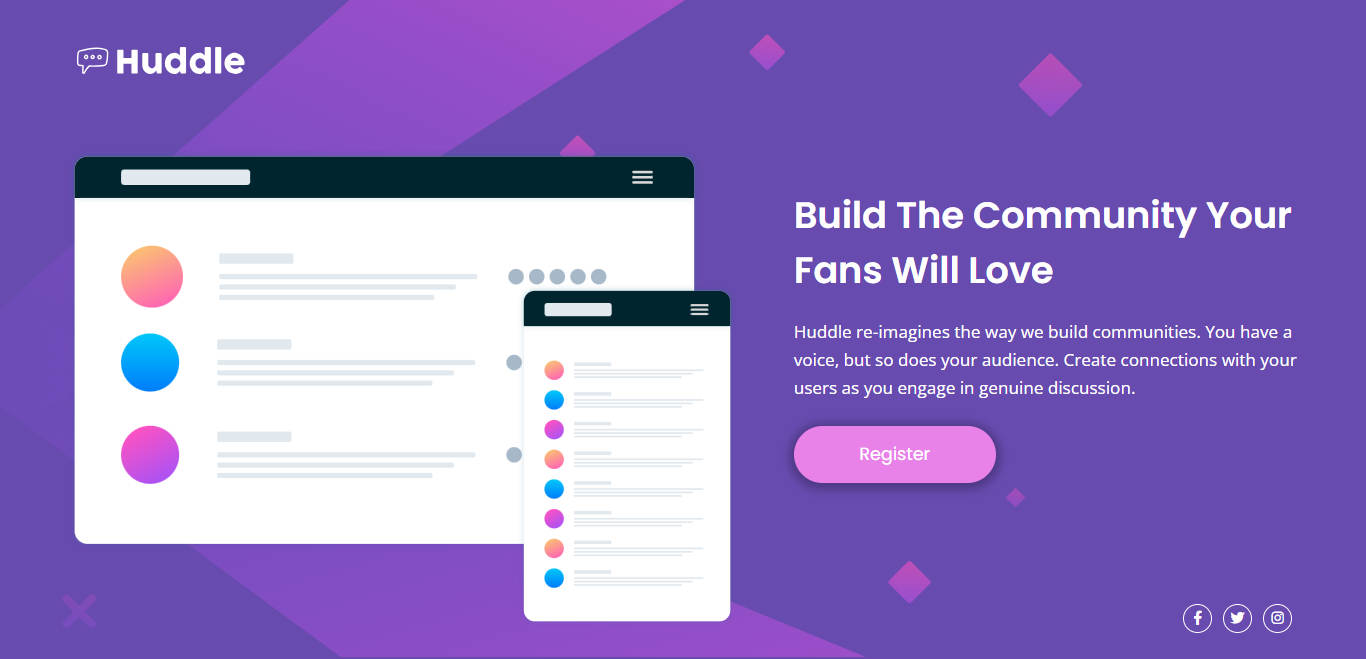 Huddle
Build The Community Your
Fans Will Love
Huddle re-imagines the way we build communities. You have a
voice, but so does your audience. Create connections with your
users as you engage in genuine discussion.
Register